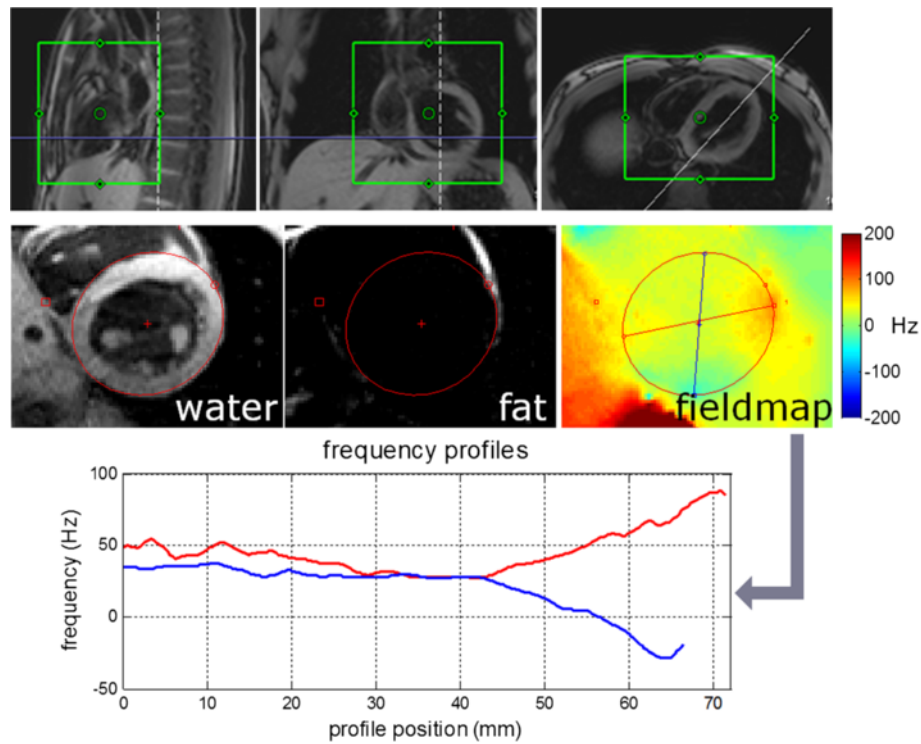 water
fat
fieldmap
200
100
0
-100
-200
Hz
frequency profiles
100
50
0
-50
frequency (Hz)
0
10
20
30
40
50
60
70
profile position (mm)